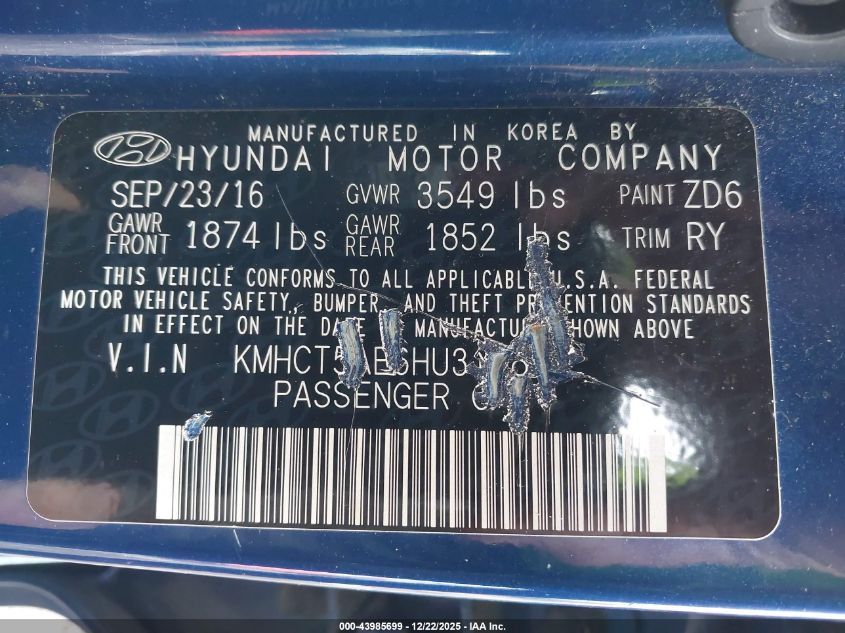 MANUFACTURED IN KOREA BY
HYUNDAI MOTOR COMPANY
SEP/23/16 GVWR 3549 lbs PAINT ZD6
GAWR FRONT 1874 lbs GAWR REAR 1852 lbs TRIM RY
THIS VEHICLE CONFORMS TO ALL APPLICABLE U.S.A. FEDERAL
MOTOR VEHICLE SAFETY, BUMPER, AND THEFT PREVENTION STANDARDS
IN EFFECT ON THE DATE OF MANUFACTURE SHOWN ABOVE
V.I.N
PASSENGER
000-43985699 - 12/22/2025 - IAA Inc.